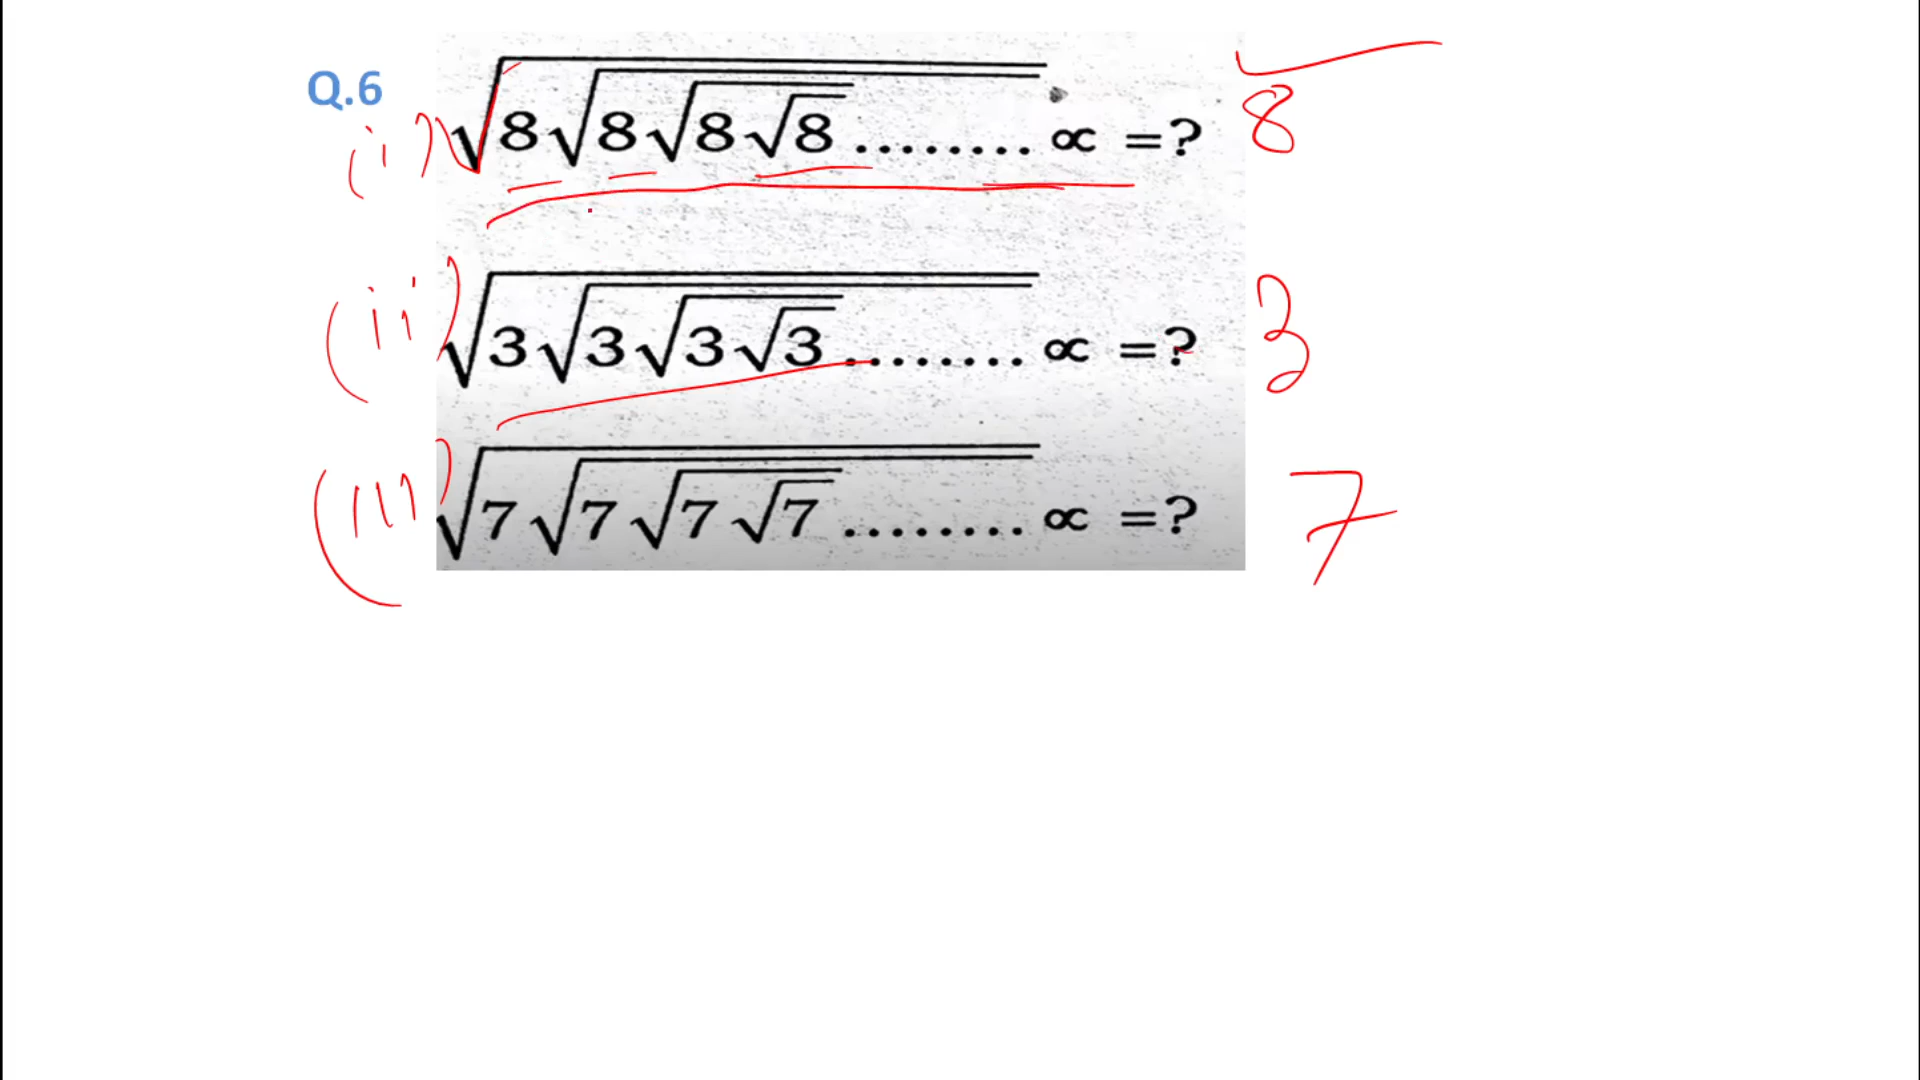 Q.6
(i) √8√8√8√8........∝ =? 8
(ii) √3√3√3√3........∝ =? 3
(iii) √7√7√7√7........∝ =? 7